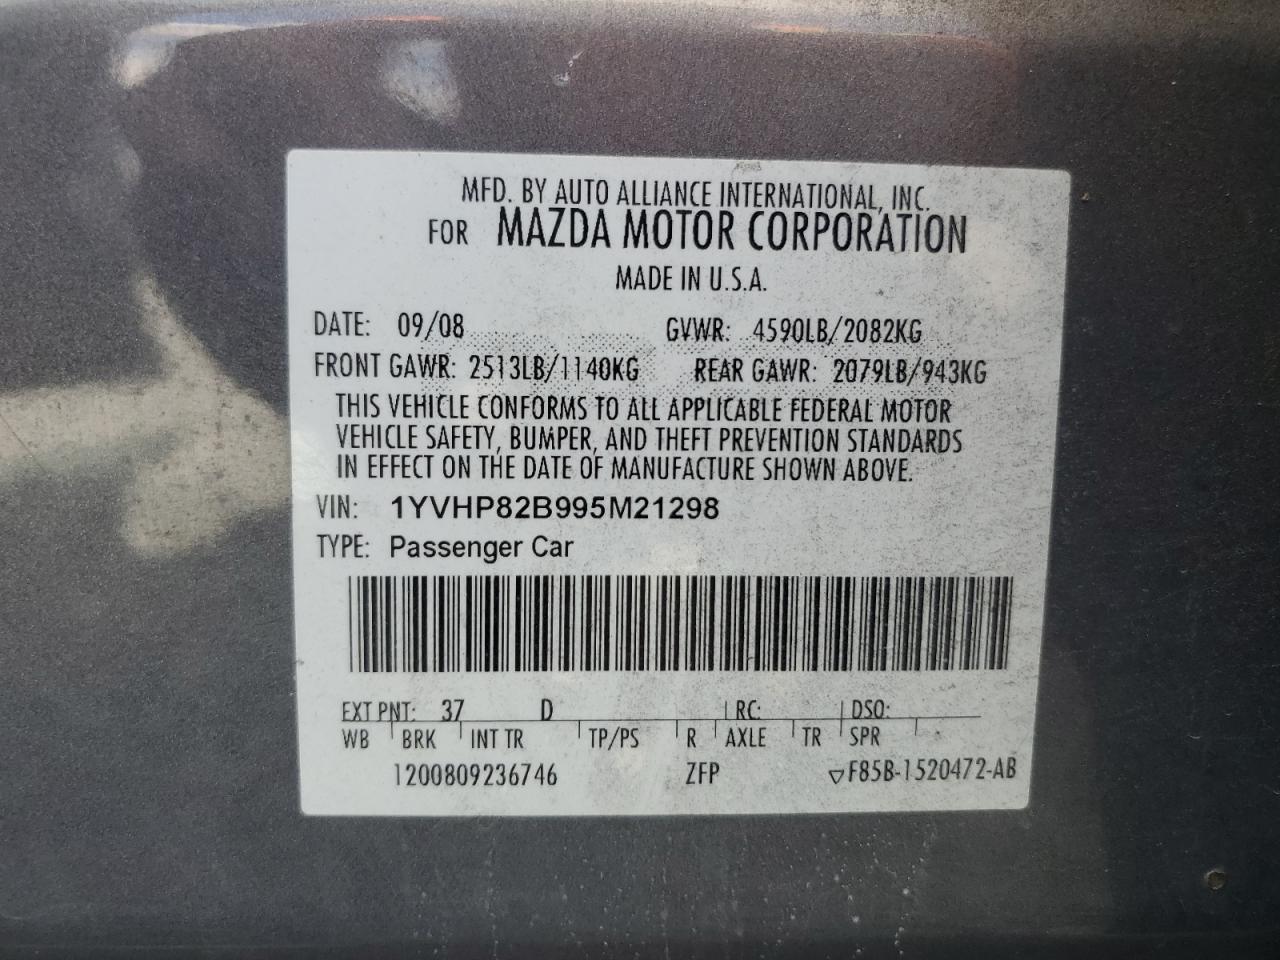 MFD. BY AUTO ALLIANCE INTERNATIONAL, INC.
FOR MAZDA MOTOR CORPORATION
MADE IN U.S.A.
DATE: 09/08 GVWR: 4590LB/2082KG
FRONT GAWR: 2513LB/1140KG REAR GAWR: 2079LB/943KG
THIS VEHICLE CONFORMS TO ALL APPLICABLE FEDERAL MOTOR
VEHICLE SAFETY, BUMPER, AND THEFT PREVENTION STANDARDS
IN EFFECT ON THE DATE OF MANUFACTURE SHOWN ABOVE.
VIN: 1YVHP82B995M21298
TYPE: Passenger Car
EXT PNT: 37 D RC: DSO:
WB BRK INT TR TP/PS R AXLE TR SPR
1200809236746 ZFP ▽F85B-1520472-AB